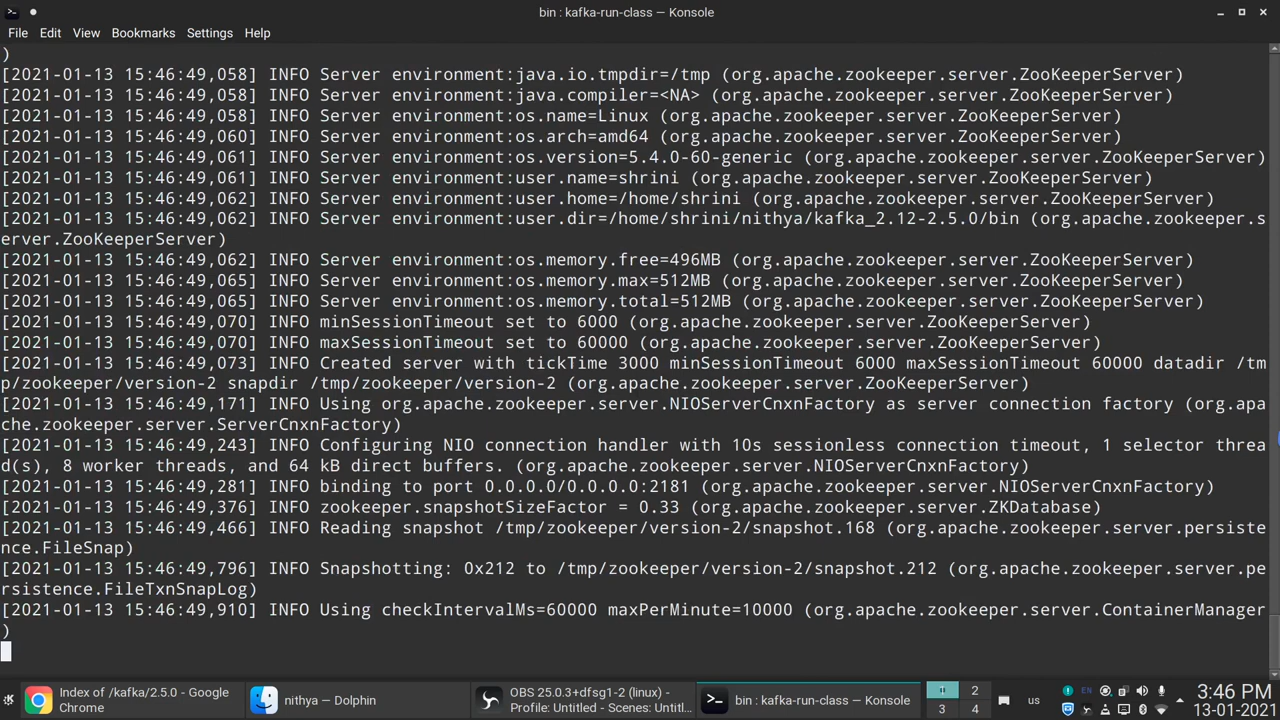 bin : kafka-run-class — Konsole
File Edit View Bookmarks Settings Help
)
[2021-01-13 15:46:49,058] INFO Server environment:java.io.tmpdir=/tmp (org.apache.zookeeper.server.ZooKeeperServer)
[2021-01-13 15:46:49,058] INFO Server environment:java.compiler=<NA> (org.apache.zookeeper.server.ZooKeeperServer)
[2021-01-13 15:46:49,058] INFO Server environment:os.name=Linux (org.apache.zookeeper.server.ZooKeeperServer)
[2021-01-13 15:46:49,060] INFO Server environment:os.arch=amd64 (org.apache.zookeeper.server.ZooKeeperServer)
[2021-01-13 15:46:49,061] INFO Server environment:os.version=5.4.0-60-generic (org.apache.zookeeper.server.ZooKeeperServer)
[2021-01-13 15:46:49,061] INFO Server environment:user.name=shrini (org.apache.zookeeper.server.ZooKeeperServer)
[2021-01-13 15:46:49,062] INFO Server environment:user.home=/home/shrini (org.apache.zookeeper.server.ZooKeeperServer)
[2021-01-13 15:46:49,062] INFO Server environment:user.dir=/home/shrini/nithya/kafka_2.12-2.5.0/bin (org.apache.zookeeper.s
erver.ZooKeeperServer)
[2021-01-13 15:46:49,062] INFO Server environment:os.memory.free=496MB (org.apache.zookeeper.server.ZooKeeperServer)
[2021-01-13 15:46:49,065] INFO Server environment:os.memory.max=512MB (org.apache.zookeeper.server.ZooKeeperServer)
[2021-01-13 15:46:49,065] INFO Server environment:os.memory.total=512MB (org.apache.zookeeper.server.ZooKeeperServer)
[2021-01-13 15:46:49,070] INFO minSessionTimeout set to 6000 (org.apache.zookeeper.server.ZooKeeperServer)
[2021-01-13 15:46:49,070] INFO maxSessionTimeout set to 60000 (org.apache.zookeeper.server.ZooKeeperServer)
[2021-01-13 15:46:49,073] INFO Created server with tickTime 3000 minSessionTimeout 6000 maxSessionTimeout 60000 datadir /tm
p/zookeeper/version-2 snapdir /tmp/zookeeper/version-2 (org.apache.zookeeper.server.ZooKeeperServer)
[2021-01-13 15:46:49,171] INFO Using org.apache.zookeeper.server.NIOServerCnxnFactory as server connection factory (org.apa
che.zookeeper.server.ServerCnxnFactory)
[2021-01-13 15:46:49,243] INFO Configuring NIO connection handler with 10s sessionless connection timeout, 1 selector threa
d(s), 8 worker threads, and 64 kB direct buffers. (org.apache.zookeeper.server.NIOServerCnxnFactory)
[2021-01-13 15:46:49,281] INFO binding to port 0.0.0.0/0.0.0.0:2181 (org.apache.zookeeper.server.NIOServerCnxnFactory)
[2021-01-13 15:46:49,376] INFO zookeeper.snapshotSizeFactor = 0.33 (org.apache.zookeeper.server.ZKDatabase)
[2021-01-13 15:46:49,466] INFO Reading snapshot /tmp/zookeeper/version-2/snapshot.168 (org.apache.zookeeper.server.persiste
nce.FileSnap)
[2021-01-13 15:46:49,796] INFO Snapshotting: 0x212 to /tmp/zookeeper/version-2/snapshot.212 (org.apache.zookeeper.server.pe
rsistence.FileTxnSnapLog)
[2021-01-13 15:46:49,910] INFO Using checkIntervalMs=60000 maxPerMinute=10000 (org.apache.zookeeper.server.ContainerManager
)
Index of /kafka/2.5.0 - Google
Chrome
nithya — Dolphin
OBS 25.0.3+dfsg1-2 (linux) -
Profile: Untitled - Scenes: Untitl...
bin : kafka-run-class — Konsole
2
3 4
us
EN
3:46 PM
13-01-2021